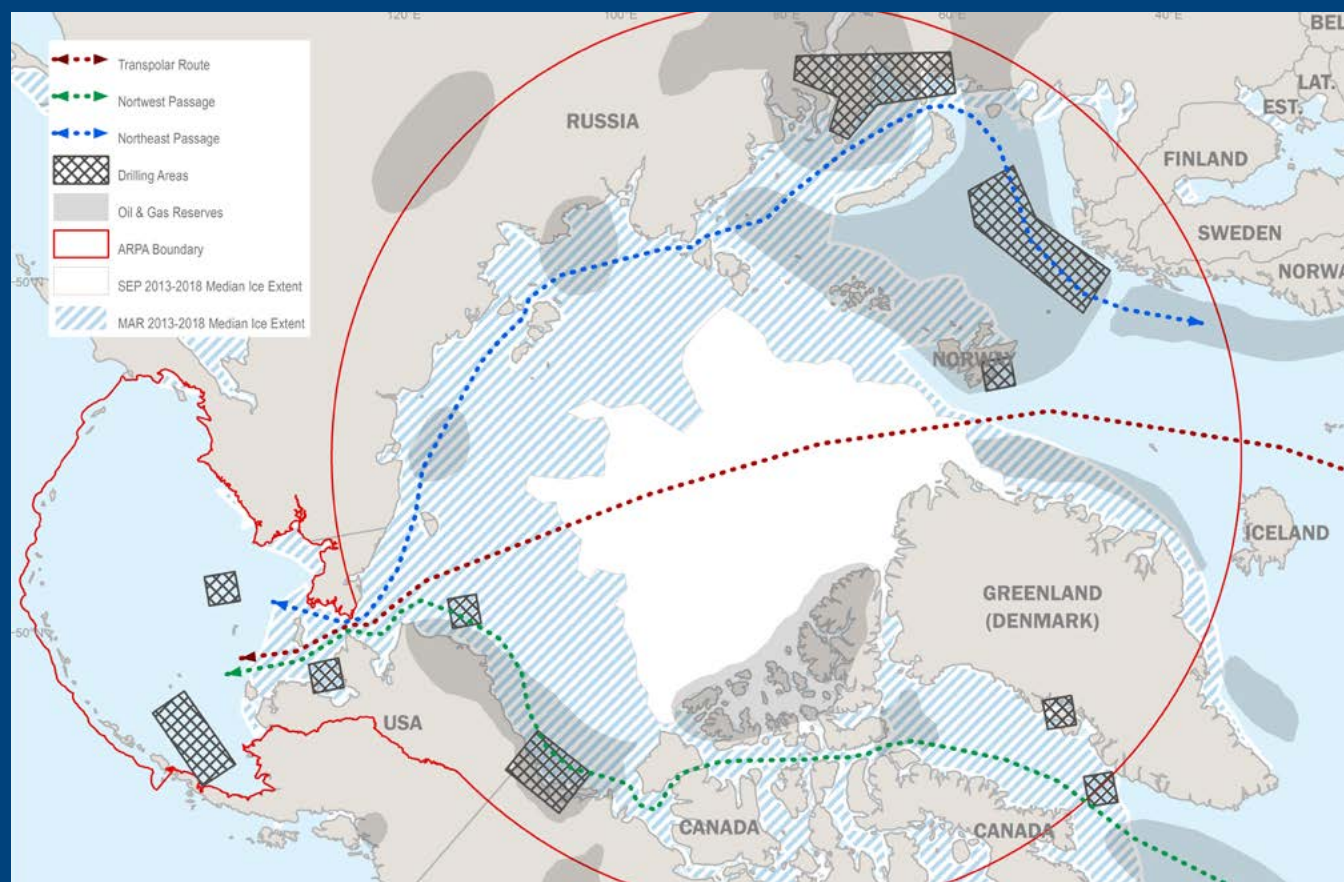 120°E
100°E
80°E
60°E
40°E
Transpolar Route
Nortwest Passage
Northeast Passage
Drilling Areas
Oil & Gas Reserves
ARPA Boundary
SEP 2013-2018 Median Ice Extent
MAR 2013-2018 Median Ice Extent
BEL
LAT.
EST.
RUSSIA
FINLAND
SWEDEN
NORWA
50°N
NORWAY
ICELAND
GREENLAND
(DENMARK)
50°N
USA
CANADA
CANADA